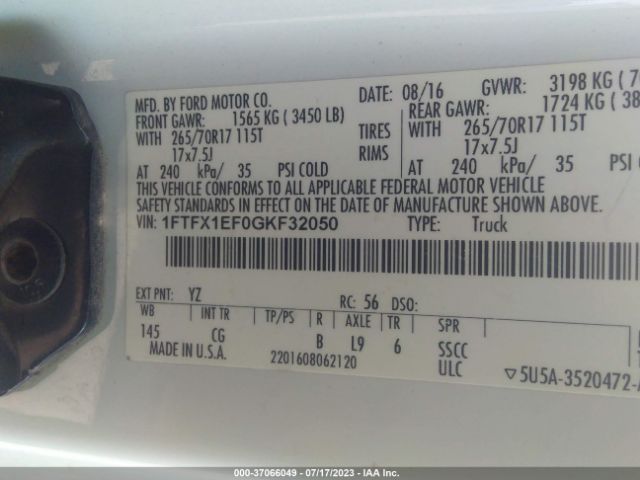 MFD. BY FORD MOTOR CO. DATE: 08/16 GVWR: 3198 KG ( 7
FRONT GAWR: 1565 KG ( 3450 LB) REAR GAWR: 1724 KG ( 38
WITH 265/70R17 115T TIRES WITH 265/70R17 115T
17x7.5J RIMS 17x7.5J
AT 240 kPa/ 35 PSI COLD AT 240 kPa/ 35 PSI COLD
THIS VEHICLE CONFORMS TO ALL APPLICABLE FEDERAL MOTOR VEHICLE
SAFETY STANDARDS IN EFFECT ON THE DATE OF MANUFACTURE SHOWN ABOVE.
VIN: 1FTFX1EF0GKF32050 TYPE: Truck
EXT PNT: YZ RC: 56 DSO:
WB INT TR TP/PS R AXLE TR SPR
145 CG B L9 6 SSCC
MADE IN U.S.A. 2201608062120 ULC ▽5U5A-3520472-
000-37066049 - 07/17/2023 - IAA Inc.